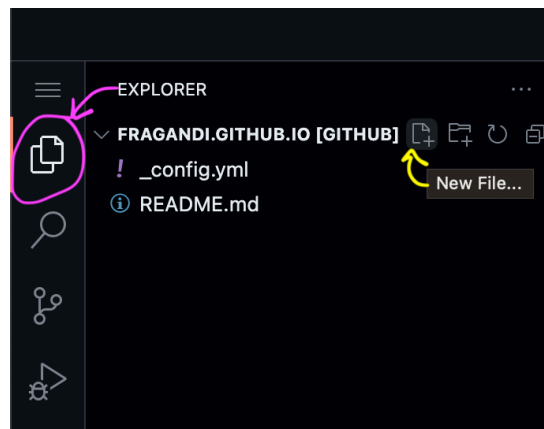 EXPLORER
FRAGANDI.GITHUB.IO [GITHUB]
New File...
! _config.yml
README.md